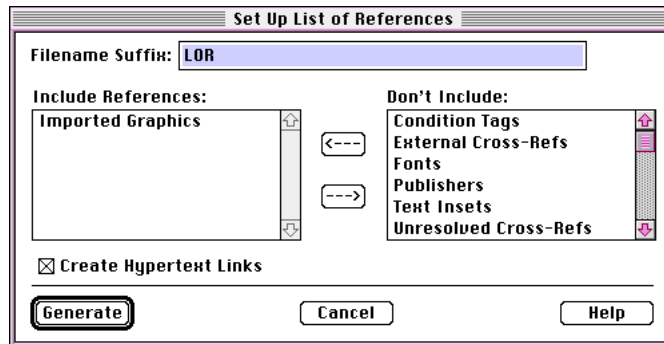 Set Up List of References
Filename Suffix: LOR
Include References:
Imported Graphics
<---
--->
Don't Include:
Condition Tags
External Cross-Refs
Fonts
Publishers
Text Insets
Unresolved Cross-Refs
Create Hypertext Links
Generate Cancel Help